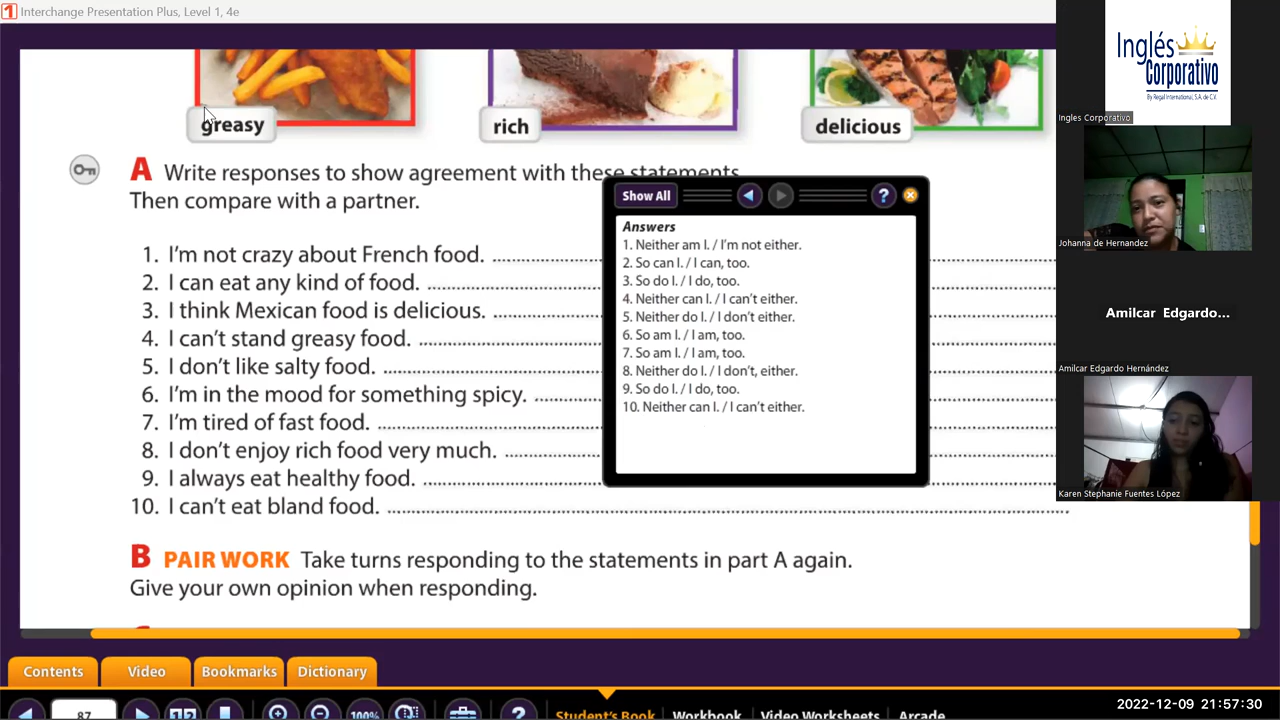 Interchange Presentation Plus, Level 1, 4e
greasy
rich
delicious
A Write responses to show agreement with these statements.
Then compare with a partner.
1. I'm not crazy about French food.
2. I can eat any kind of food.
3. I think Mexican food is delicious.
4. I can't stand greasy food.
5. I don't like salty food.
6. I'm in the mood for something spicy.
7. I'm tired of fast food.
8. I don't enjoy rich food very much.
9. I always eat healthy food.
10. I can't eat bland food.
Show All
?
Answers
1. Neither am I. / I'm not either.
2. So can I. / I can, too.
3. So do I. / I do, too.
4. Neither can I. / I can't either.
5. Neither do I. / I don't either.
6. So am I. / I am, too.
7. So am I. / I am, too.
8. Neither do I. / I don't, either.
9. So do I. / I do, too.
10. Neither can I. / I can't either.
B PAIR WORK Take turns responding to the statements in part A again.
Give your own opinion when responding.
Contents
Video
Bookmarks
Dictionary
87
100%
?
Student's Book
Workbook
Video Worksheets
Arcade
Inglés
Corporativo
By Regal International, S.A. de C.V.
Ingles Corporativo
Johanna de Hernandez
Amilcar Edgardo...
Amilcar Edgardo Hernández
Karen Stephanie Fuentes López
2022-12-09 21:57:30